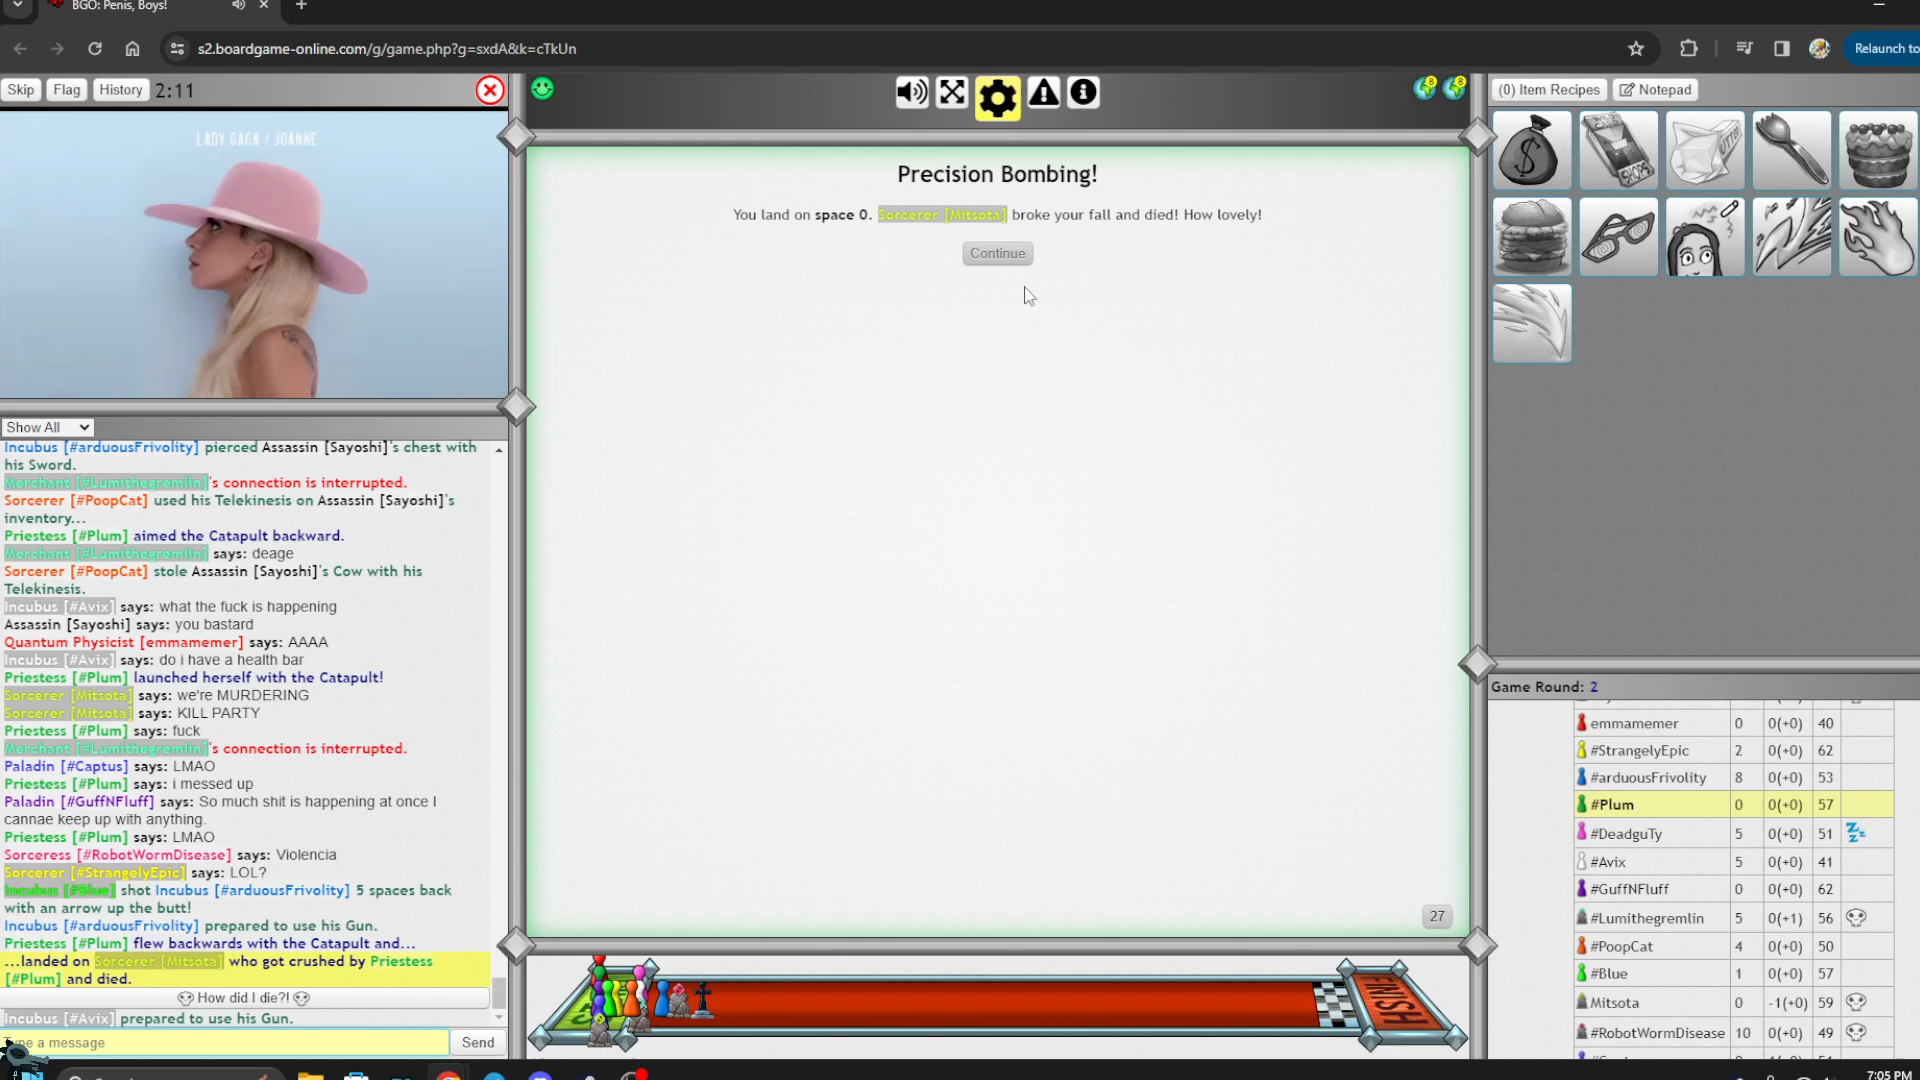 BGO: Penis, Boys!
s2.boardgame-online.com/g/game.php?g=sxdA&k=cTkUn
Relaunch to
Skip
Flag
History
2:11
8
8
(0) Item Recipes
Notepad
LADY GAGA / JOANNE
Precision Bombing!
You land on space 0. Sorcerer [Mitsota] broke your fall and died! How lovely!
Continue
27
Show All
Incubus [#arduousFrivolity] pierced Assassin [Sayoshi]'s chest with
his Sword.
Merchant [#Lumithegremlin]'s connection is interrupted.
Sorcerer [#PoopCat] used his Telekinesis on Assassin [Sayoshi]'s
inventory...
Priestess [#Plum] aimed the Catapult backward.
Merchant [#Lumithegremlin] says: deage
Sorcerer [#PoopCat] stole Assassin [Sayoshi]'s Cow with his
Telekinesis.
Incubus [#Avix] says: what the fuck is happening
Assassin [Sayoshi] says: you bastard
Quantum Physicist [emmamemer] says: AAAA
Incubus [#Avix] says: do i have a health bar
Priestess [#Plum] launched herself with the Catapult!
Sorcerer [Mitsota] says: we're MURDERING
Sorcerer [Mitsota] says: KILL PARTY
Priestess [#Plum] says: fuck
Merchant [#Lumithegremlin]'s connection is interrupted.
Paladin [#Captus] says: LMAO
Priestess [#Plum] says: i messed up
Paladin [#GuffNFluff] says: So much shit is happening at once I
cannae keep up with anything.
Priestess [#Plum] says: LMAO
Sorceress [#RobotWormDisease] says: Violencia
Sorcerer [#StrangelyEpic] says: LOL?
Incubus [#Blue] shot Incubus [#arduousFrivolity] 5 spaces back
with an arrow up the butt!
Incubus [#arduousFrivolity] prepared to use his Gun.
Priestess [#Plum] flew backwards with the Catapult and...
...landed on Sorcerer [Mitsota] who got crushed by Priestess
[#Plum] and died.
How did I die?!
Incubus [#Avix] prepared to use his Gun.
Type a message
Send
FINISH
Game Round: 2
emmamemer 0 0(+0) 40
#StrangelyEpic 2 0(+0) 62
#arduousFrivolity 8 0(+0) 53
#Plum 0 0(+0) 57
#DeadguTy 5 0(+0) 51
#Avix 5 0(+0) 41
#GuffNFluff 0 0(+0) 62
#Lumithegremlin 5 0(+1) 56
#PoopCat 4 0(+0) 50
#Blue 1 0(+0) 57
Mitsota 0 -1(+0) 59
#RobotWormDisease 10 0(+0) 49
7:05 PM